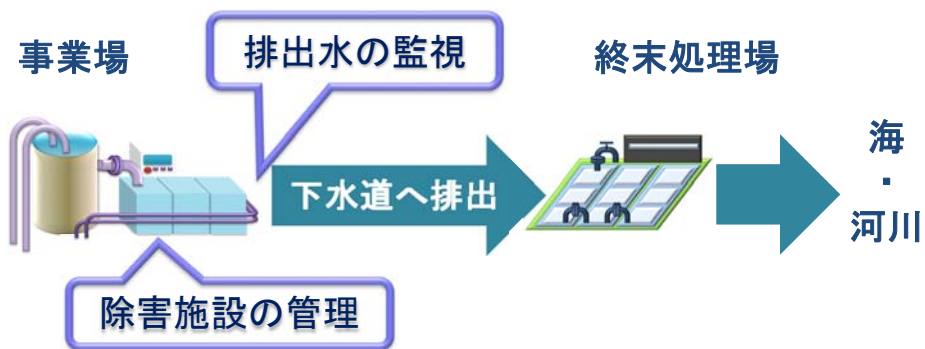 排出水の監視
事業場
終末処理場
下水道へ排出
海
・
河川
除害施設の管理